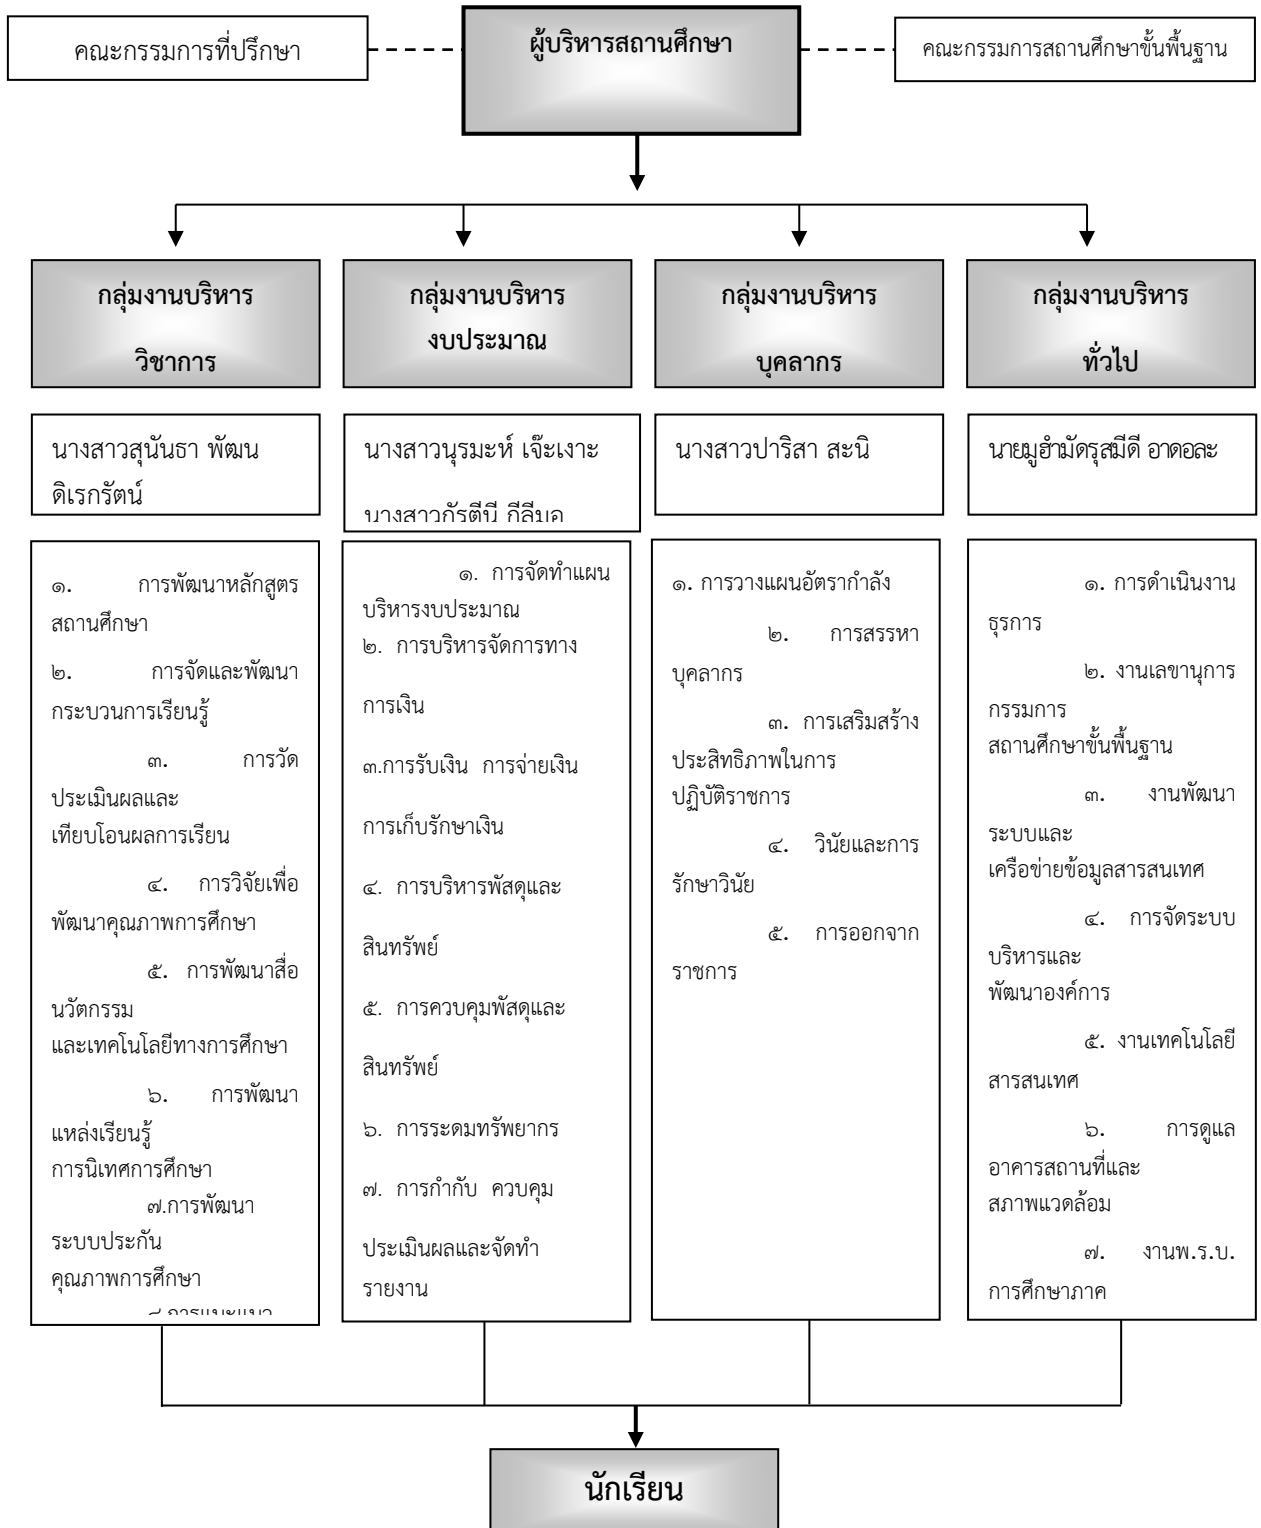 คณะกรรมการที่ปรึกษา
ผู้บริหารสถานศึกษา
คณะกรรมการสถานศึกษาขั้นพื้นฐาน
กลุ่มงานบริหาร
วิชาการ
กลุ่มงานบริหาร
งบประมาณ
กลุ่มงานบริหาร
บุคลากร
กลุ่มงานบริหาร
ทั่วไป
นางสาวสุนันธา พัฒน
ดิเรกรัตน์
นางสาวนุรมะห์ เจ๊ะเงาะ
นางสาวกัรตีนี กีลีมอ
นางสาวปาริสา สะนิ
นายมูฮำมัดรุสมีดี อาดอละ
๑. การพัฒนาหลักสูตร
สถานศึกษา
๒. การจัดและพัฒนา
กระบวนการเรียนรู้
๓. การวัด
ประเมินผลและ
เทียบโอนผลการเรียน
๔. การวิจัยเพื่อ
พัฒนาคุณภาพการศึกษา
๕. การพัฒนาสื่อ
นวัตกรรม
และเทคโนโลยีทางการศึกษา
๖. การพัฒนา
แหล่งเรียนรู้
การนิเทศการศึกษา
๗.การพัฒนา
ระบบประกัน
คุณภาพการศึกษา
๘.การแนะแนว
๑. การจัดทำแผน
บริหารงบประมาณ
๒. การบริหารจัดการทาง
การเงิน
๓.การรับเงิน การจ่ายเงิน
การเก็บรักษาเงิน
๔. การบริหารพัสดุและ
สินทรัพย์
๕. การควบคุมพัสดุและ
สินทรัพย์
๖. การระดมทรัพยากร
๗. การกำกับ ควบคุม
ประเมินผลและจัดทำ
รายงาน
๑. การวางแผนอัตรากำลัง
๒. การสรรหา
บุคลากร
๓. การเสริมสร้าง
ประสิทธิภาพในการ
ปฏิบัติราชการ
๔. วินัยและการ
รักษาวินัย
๕. การออกจาก
ราชการ
๑. การดำเนินงาน
ธุรการ
๒. งานเลขานุการ
กรรมการ
สถานศึกษาขั้นพื้นฐาน
๓. งานพัฒนา
ระบบและ
เครือข่ายข้อมูลสารสนเทศ
๔. การจัดระบบ
บริหารและ
พัฒนาองค์การ
๕. งานเทคโนโลยี
สารสนเทศ
๖. การดูแล
อาคารสถานที่และ
สภาพแวดล้อม
๗. งานพ.ร.บ.
การศึกษาภาค
นักเรียน